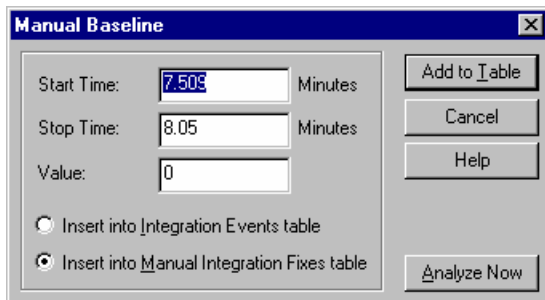 Manual Baseline
Start Time: 7.509 Minutes
Stop Time: 8.05 Minutes
Value: 0
Insert into Integration Events table
Insert into Manual Integration Fixes table
Add to Table
Cancel
Help
Analyze Now